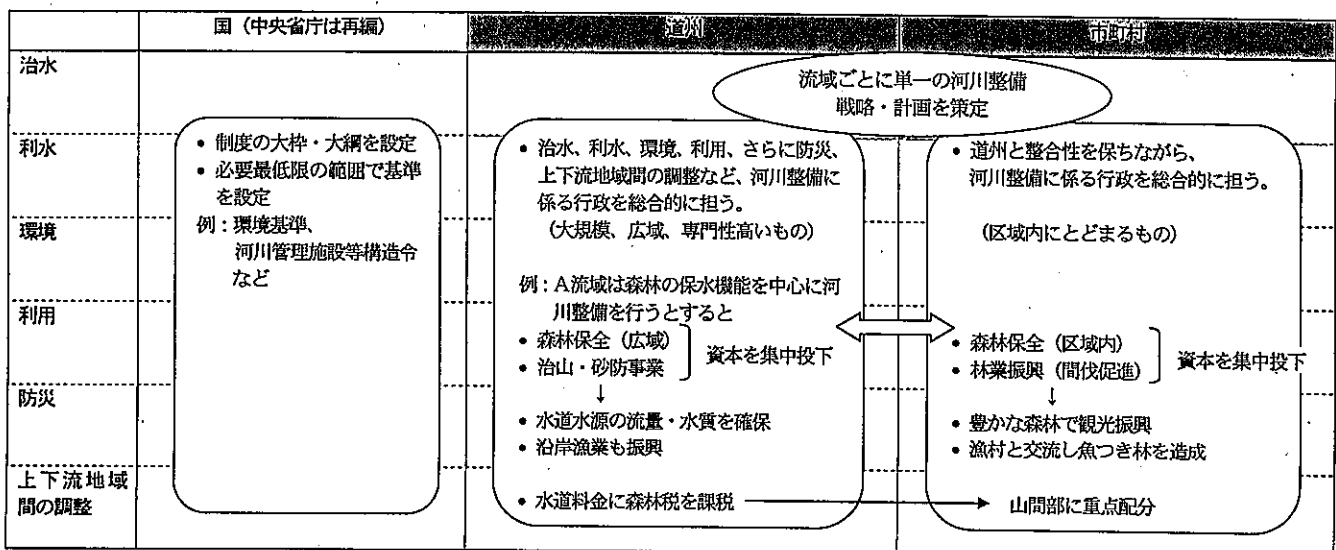 国（中央省庁は再編）
道州
市町村
治水
利水
環境
利用
防災
上下流地域
間の調整
流域ごとに単一の河川整備
戦略・計画を策定
• 制度の大枠・大綱を設定
• 必要最低限の範囲で基準
を設定
例：環境基準、
河川管理施設等構造令
など
• 治水、利水、環境、利用、さらに防災、
上下流地域間の調整など、河川整備に
係る行政を総合的に担う。
（大規模、広域、専門性高いもの）
例：A流域は森林の保水機能を中心に河
川整備を行うとすると
• 森林保全（広域）
• 治山・砂防事業
資本を集中投下
↓
• 水道水源の流量・水質を確保
• 沿岸漁業も振興
• 水道料金に森林税を課税
• 道州と整合性を保ちながら、
河川整備に係る行政を総合的に担う。
（区域内にとどまるもの）
• 森林保全（区域内）
• 林業振興（間伐促進）
資本を集中投下
↓
• 豊かな森林で観光振興
• 漁村と交流し魚つき林を造成
山間部に重点配分